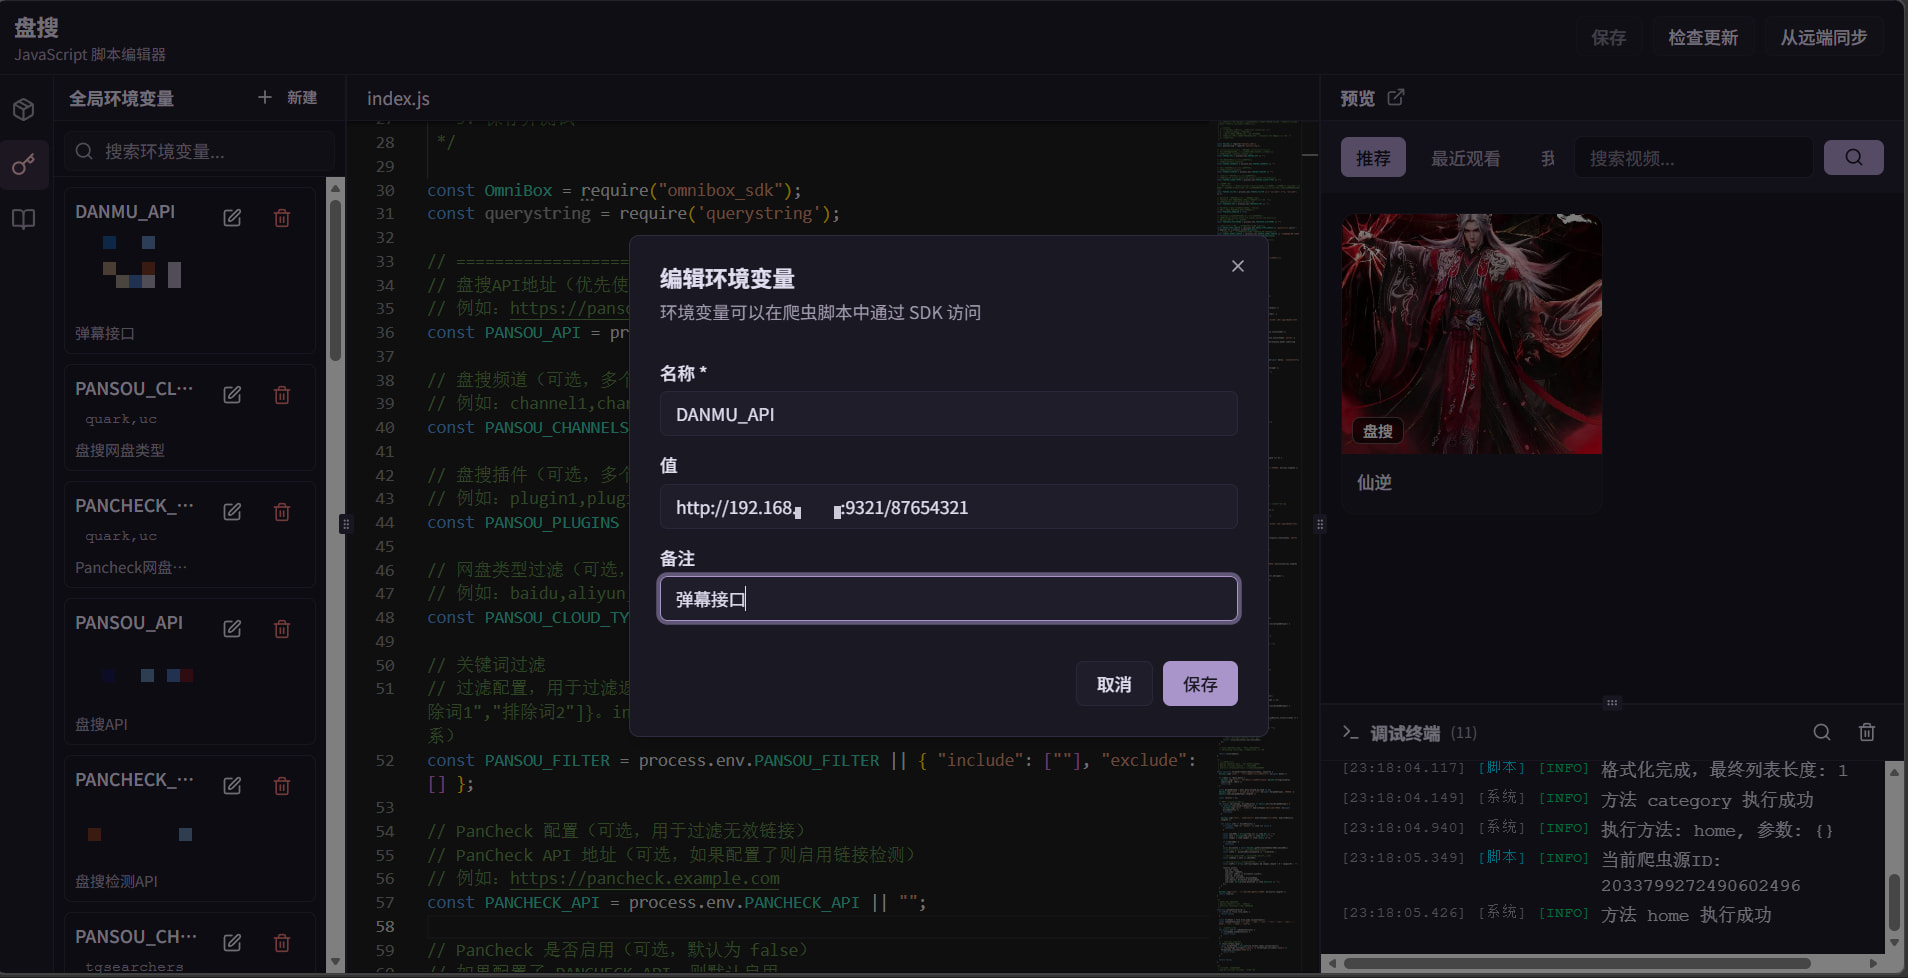 盘搜
JavaScript 脚本编辑器
保存
检查更新
从远端同步
全局环境变量
新建
搜索环境变量...
DANMU_API
弹幕接口
PANSOU_CL···
quark,uc
盘搜网盘类型
PANCHECK_···
quark,uc
Pancheck网盘···
PANSOU_API
盘搜API
PANCHECK_···
盘搜检测API
PANSOU_CH···
tgsearchers
index.js
28 */
29
30 const OmniBox = require("omnibox_sdk");
31 const querystring = require('querystring');
32
33 // ==================
34 // 盘搜API地址（优先使
35 // 例如：https://panso
36 const PANSOU_API = pr
37
38 // 盘搜频道（可选，多个
39 // 例如：channel1,chan
40 const PANSOU_CHANNELS
41
42 // 盘搜插件（可选，多个
43 // 例如：plugin1,plugi
44 const PANSOU_PLUGINS
45
46 // 网盘类型过滤（可选，
47 // 例如：baidu,aliyun,
48 const PANSOU_CLOUD_TY
49
50 // 关键词过滤
51 // 过滤配置，用于过滤返
除词1","排除词2"]}。in
系）
52 const PANSOU_FILTER = process.env.PANSOU_FILTER || { "include": [""], "exclude":
[] };
53
54 // PanCheck 配置（可选，用于过滤无效链接）
55 // PanCheck API 地址（可选，如果配置了则启用链接检测）
56 // 例如：https://pancheck.example.com
57 const PANCHECK_API = process.env.PANCHECK_API || "";
58
59 // PanCheck 是否启用（可选，默认为 false）
编辑环境变量
环境变量可以在爬虫脚本中通过 SDK 访问
名称 *
DANMU_API
值
http://192.168. :9321/87654321
备注
弹幕接口
取消
保存
预览
推荐
最近观看
我
搜索视频...
盘搜
仙逆
调试终端 (11)
[23:18:04.117] [脚本] [INFO] 格式化完成，最终列表长度: 1
[23:18:04.149] [系统] [INFO] 方法 category 执行成功
[23:18:04.940] [系统] [INFO] 执行方法: home, 参数: {}
[23:18:05.349] [脚本] [INFO] 当前爬虫源ID:
2033799272490602496
[23:18:05.426] [系统] [INFO] 方法 home 执行成功